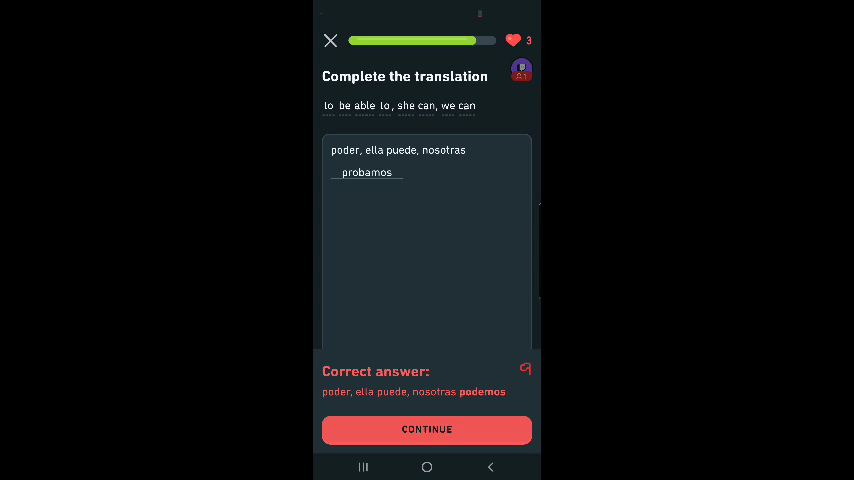 3
Complete the translation
1
to be able to, she can, we can
poder, ella puede, nosotras
probamos
Correct answer:
poder, ella puede, nosotras podemos
CONTINUE